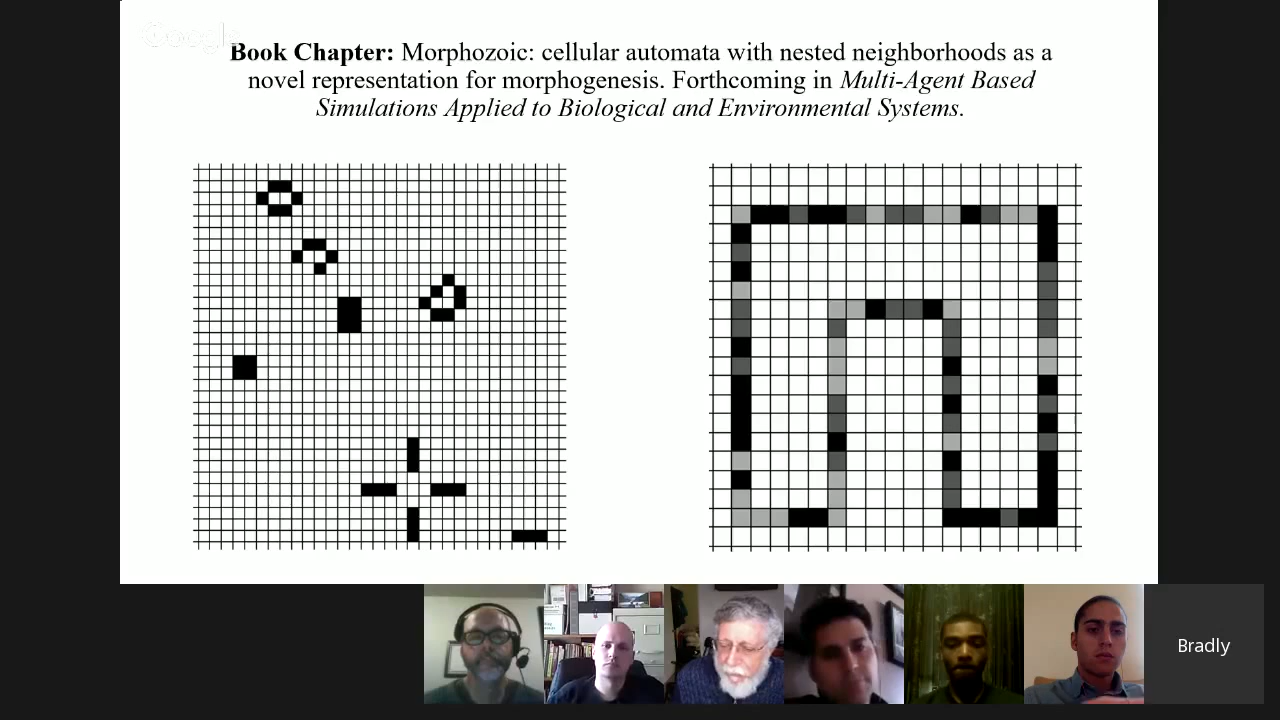 Google
Book Chapter: Morphozoic: cellular automata with nested neighborhoods as a
novel representation for morphogenesis. Forthcoming in Multi-Agent Based
Simulations Applied to Biological and Environmental Systems.
Bradly